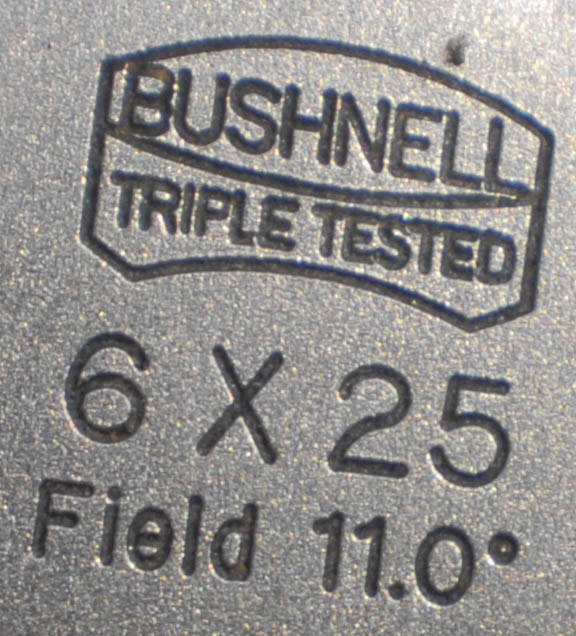 BUSHNELL
TRIPLE TESTED
6 X 25
Field 11.0°